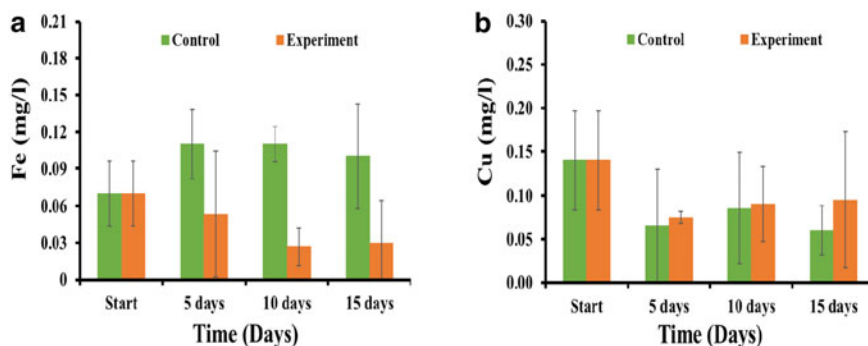 a
Fe (mg/l)
0.21
0.18
0.15
0.12
0.09
0.06
0.03
0
Control Experiment
Start 5 days 10 days 15 days
Time (Days)
b
Cu (mg/l)
0.30
0.25
0.20
0.15
0.10
0.05
0.00
Control Experiment
Start 5 days 10 days 15 days
Time (Days)